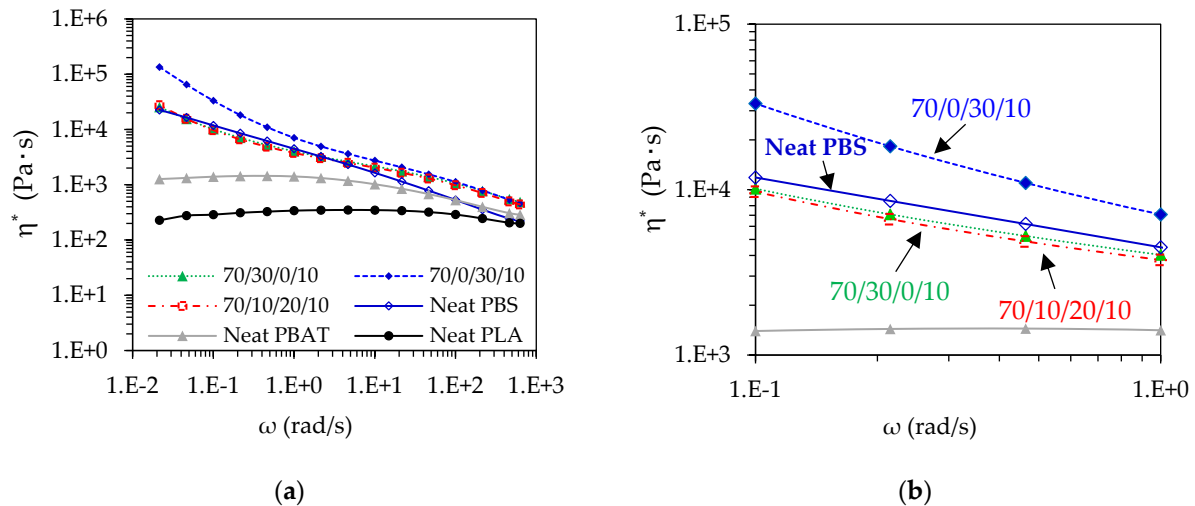 1.E+6
1.E+5
1.E+4
1.E+3
1.E+2
1.E+1
1.E+0
η* (Pa·s)
70/30/0/10
70/0/30/10
70/10/20/10
Neat PBS
Neat PBAT
Neat PLA
1.E-2
1.E-1
1.E+0
1.E+1
1.E+2
1.E+3
ω (rad/s)
(a)
1.E+5
1.E+4
1.E+3
η* (Pa·s)
70/0/30/10
Neat PBS
70/30/0/10
70/10/20/10
1.E-1
1.E+0
ω (rad/s)
(b)